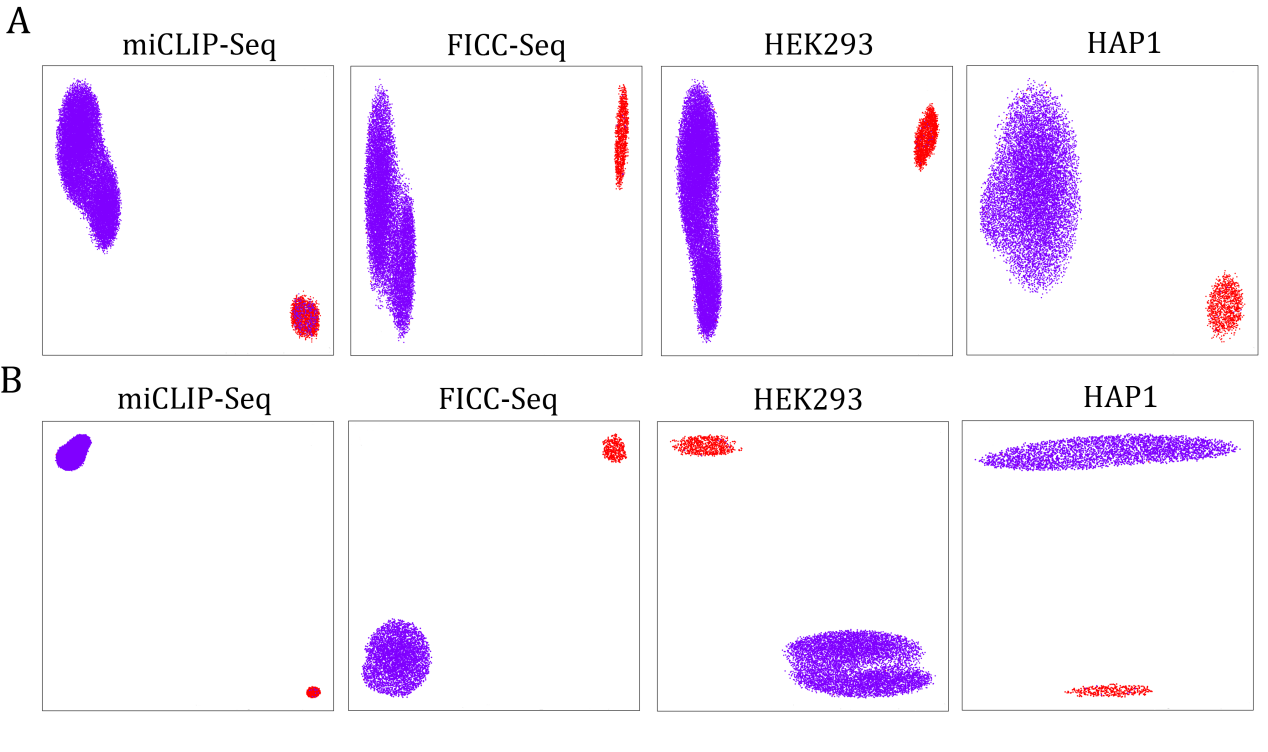 A
miCLIP-Seq FICC-Seq HEK293 HAP1
B
miCLIP-Seq FICC-Seq HEK293 HAP1